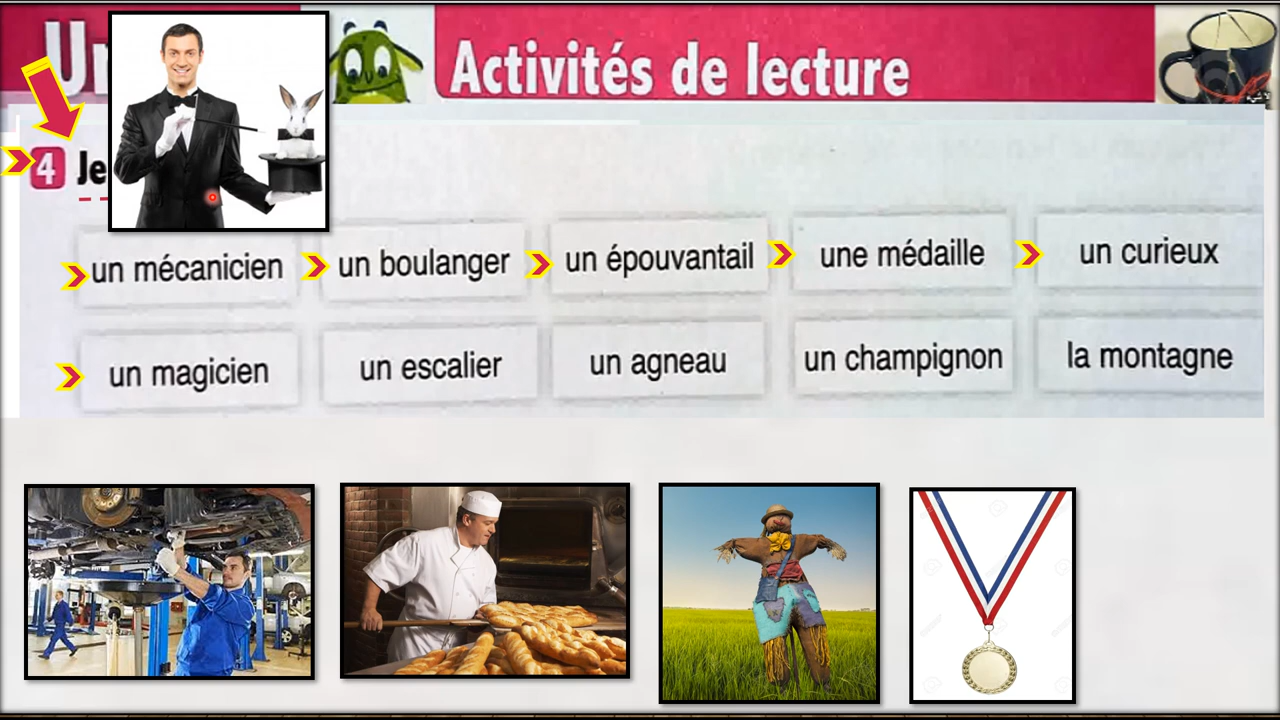 Activités de lecture
4 Je
un mécanicien un boulanger un épouvantail une médaille un curieux
un magicien un escalier un agneau un champignon la montagne